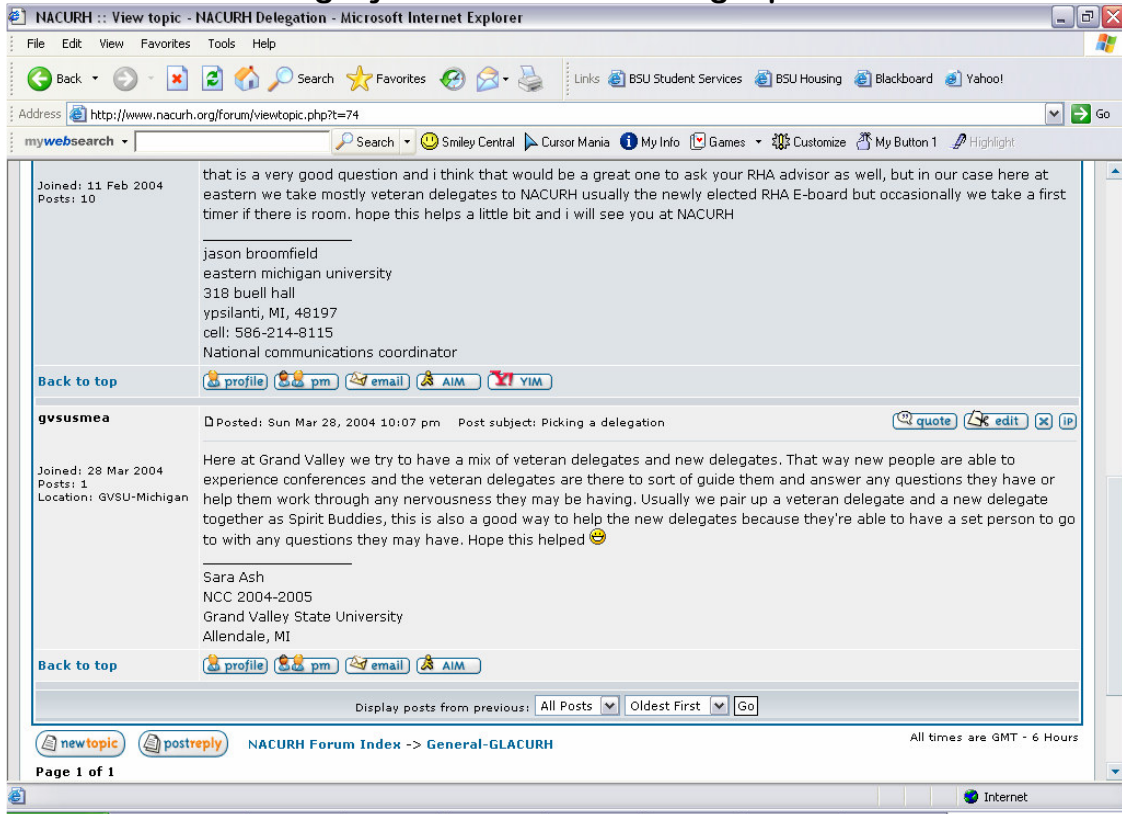 NACURH :: View topic - NACURH Delegation - Microsoft Internet Explorer
File Edit View Favorites Tools Help
Back Search Favorites Links BSU Student Services BSU Housing Blackboard Yahoo!
Address http://www.nacurh.org/forum/viewtopic.php?t=74 Go
mywebsearch Search Smiley Central Cursor Mania My Info Games Customize My Button 1 Highlight
Joined: 11 Feb 2004
Posts: 10
that is a very good question and i think that would be a great one to ask your RHA advisor as well, but in our case here at
eastern we take mostly veteran delegates to NACURH usually the newly elected RHA E-board but occasionally we take a first
timer if there is room. hope this helps a little bit and i will see you at NACURH
jason broomfield
eastern michigan university
318 buell hall
ypsilanti, MI, 48197
cell: 586-214-8115
National communications coordinator
Back to top profile pm email AIM Y! YIM
gvsusmea
Posted: Sun Mar 28, 2004 10:07 pm Post subject: Picking a delegation quote edit x IP
Joined: 28 Mar 2004
Posts: 1
Location: GVSU-Michigan
Here at Grand Valley we try to have a mix of veteran delegates and new delegates. That way new people are able to
experience conferences and the veteran delegates are there to sort of guide them and answer any questions they have or
help them work through any nervousness they may be having. Usually we pair up a veteran delegate and a new delegate
together as Spirit Buddies, this is also a good way to help the new delegates because they're able to have a set person to go
to with any questions they may have. Hope this helped
Sara Ash
NCC 2004-2005
Grand Valley State University
Allendale, MI
Back to top profile pm email AIM
Display posts from previous: All Posts Oldest First Go
newtopic postreply NACURH Forum Index -> General-GLACURH All times are GMT - 6 Hours
Page 1 of 1
Internet